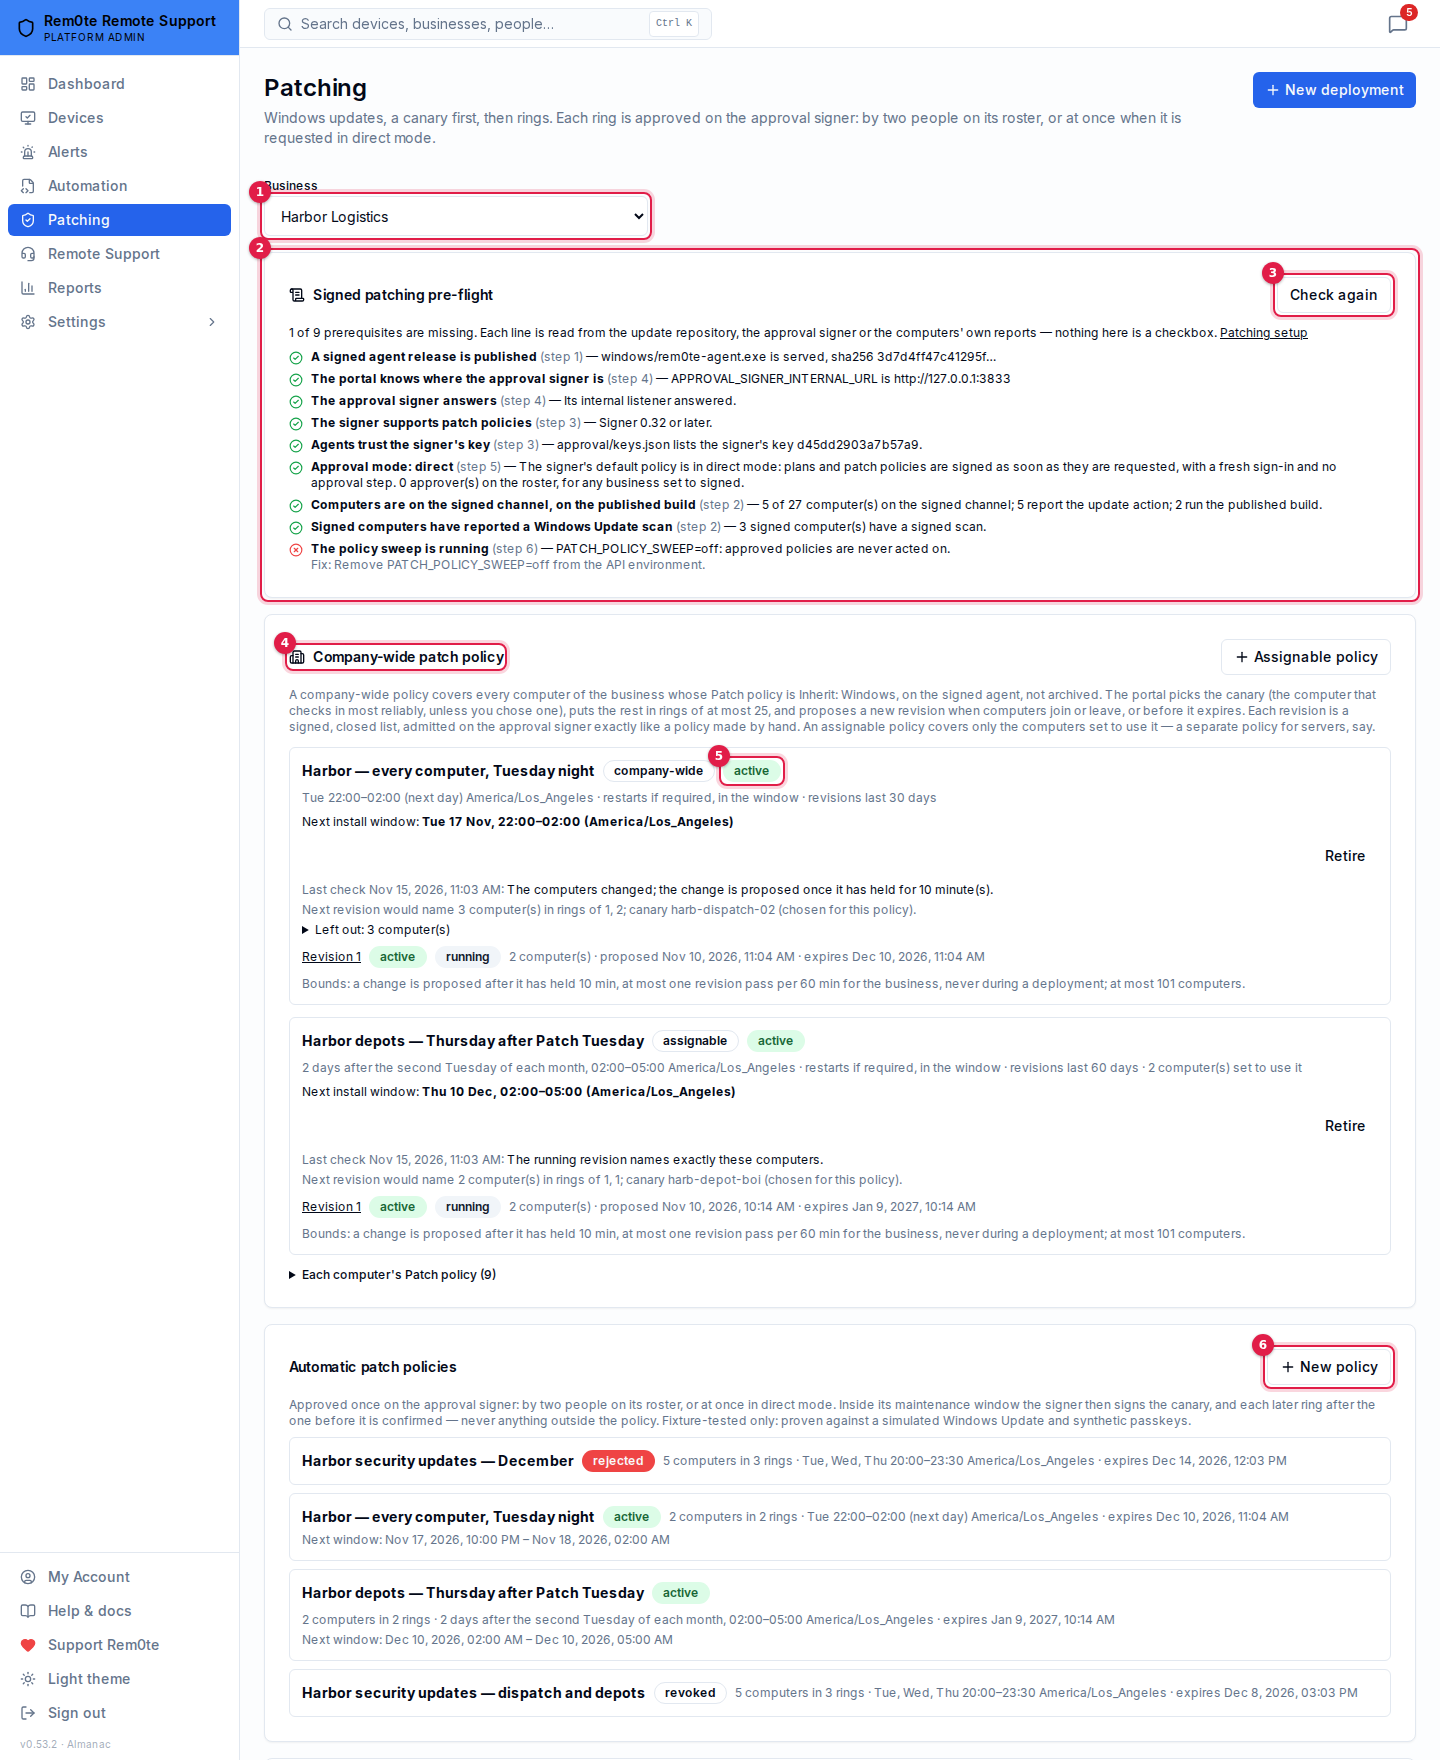 Rem0te Remote Support
PLATFORM ADMIN
Search devices, businesses, people...
Ctrl K
5
Dashboard
Devices
Alerts
Automation
Patching
Remote Support
Reports
Settings
Patching
New deployment
Windows updates, a canary first, then rings. Each ring is approved on the approval signer: by two people on its roster, or at once when it is
requested in direct mode.
Business
1
Harbor Logistics
2
3
Signed patching pre-flight
Check again
1 of 9 prerequisites are missing. Each line is read from the update repository, the approval signer or the computers' own reports — nothing here is a checkbox. Patching setup
A signed agent release is published (step 1) — windows/rem0te-agent.exe is served, sha256 3d7d4ff47c41295f...
The portal knows where the approval signer is (step 4) — APPROVAL_SIGNER_INTERNAL_URL is http://127.0.0.1:3833
The approval signer answers (step 4) — Its internal listener answered.
The signer supports patch policies (step 3) — Signer 0.32 or later.
Agents trust the signer's key (step 3) — approval/keys.json lists the signer's key d45dd2903a7b57a9.
Approval mode: direct (step 5) — The signer's default policy is in direct mode: plans and patch policies are signed as soon as they are requested, with a fresh sign-in and no
approval step. 0 approver(s) on the roster, for any business set to signed.
Computers are on the signed channel, on the published build (step 2) — 5 of 27 computer(s) on the signed channel; 5 report the update action; 2 run the published build.
Signed computers have reported a Windows Update scan (step 2) — 3 signed computer(s) have a signed scan.
The policy sweep is running (step 6) — PATCH_POLICY_SWEEP=off: approved policies are never acted on.
Fix: Remove PATCH_POLICY_SWEEP=off from the API environment.
4
Company-wide patch policy
Assignable policy
A company-wide policy covers every computer of the business whose Patch policy is Inherit: Windows, on the signed agent, not archived. The portal picks the canary (the computer that
checks in most reliably, unless you chose one), puts the rest in rings of at most 25, and proposes a new revision when computers join or leave, or before it expires. Each revision is a
signed, closed list, admitted on the approval signer exactly like a policy made by hand. An assignable policy covers only the computers set to use it — a separate policy for servers, say.
5
Harbor — every computer, Tuesday night company-wide active
Tue 22:00–02:00 (next day) America/Los_Angeles · restarts if required, in the window · revisions last 30 days
Next install window: Tue 17 Nov, 22:00–02:00 (America/Los_Angeles)
Retire
Last check Nov 15, 2026, 11:03 AM: The computers changed; the change is proposed once it has held for 10 minute(s).
Next revision would name 3 computer(s) in rings of 1, 2; canary harb-dispatch-02 (chosen for this policy).
Left out: 3 computer(s)
Revision 1 active running 2 computer(s) · proposed Nov 10, 2026, 11:04 AM · expires Dec 10, 2026, 11:04 AM
Bounds: a change is proposed after it has held 10 min, at most one revision pass per 60 min for the business, never during a deployment; at most 101 computers.
Harbor depots — Thursday after Patch Tuesday assignable active
2 days after the second Tuesday of each month, 02:00–05:00 America/Los_Angeles · restarts if required, in the window · revisions last 60 days · 2 computer(s) set to use it
Next install window: Thu 10 Dec, 02:00–05:00 (America/Los_Angeles)
Retire
Last check Nov 15, 2026, 11:03 AM: The running revision names exactly these computers.
Next revision would name 2 computer(s) in rings of 1, 1; canary harb-depot-boi (chosen for this policy).
Revision 1 active running 2 computer(s) · proposed Nov 10, 2026, 10:14 AM · expires Jan 9, 2027, 10:14 AM
Bounds: a change is proposed after it has held 10 min, at most one revision pass per 60 min for the business, never during a deployment; at most 101 computers.
Each computer's Patch policy (9)
6
Automatic patch policies
New policy
Approved once on the approval signer: by two people on its roster, or at once in direct mode. Inside its maintenance window the signer then signs the canary, and each later ring after the
one before it is confirmed — never anything outside the policy. Fixture-tested only: proven against a simulated Windows Update and synthetic passkeys.
Harbor security updates — December rejected 5 computers in 3 rings · Tue, Wed, Thu 20:00–23:30 America/Los_Angeles · expires Dec 14, 2026, 12:03 PM
Harbor — every computer, Tuesday night active 2 computers in 2 rings · Tue 22:00–02:00 (next day) America/Los_Angeles · expires Dec 10, 2026, 11:04 AM
Next window: Nov 17, 2026, 10:00 PM – Nov 18, 2026, 02:00 AM
Harbor depots — Thursday after Patch Tuesday active
2 computers in 2 rings · 2 days after the second Tuesday of each month, 02:00–05:00 America/Los_Angeles · expires Jan 9, 2027, 10:14 AM
Next window: Dec 10, 2026, 02:00 AM – Dec 10, 2026, 05:00 AM
Harbor security updates — dispatch and depots revoked 5 computers in 3 rings · Tue, Wed, Thu 20:00–23:30 America/Los_Angeles · expires Dec 8, 2026, 03:03 PM
My Account
Help & docs
Support Rem0te
Light theme
Sign out
v0.53.2 · Almanac